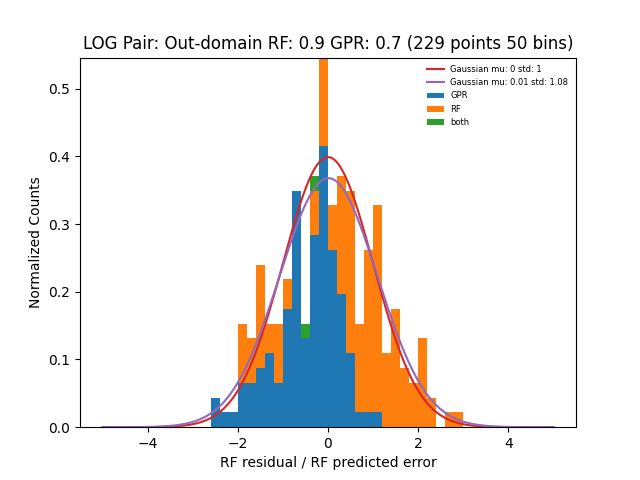 LOG Pair: Out-domain RF: 0.9 GPR: 0.7 (229 points 50 bins)
Gaussian mu: 0 std: 1
Gaussian mu: 0.01 std: 1.08
GPR
RF
both
Normalized Counts
0.5
0.4
0.3
0.2
0.1
0.0
−4
−2
0
2
4
RF residual / RF predicted error